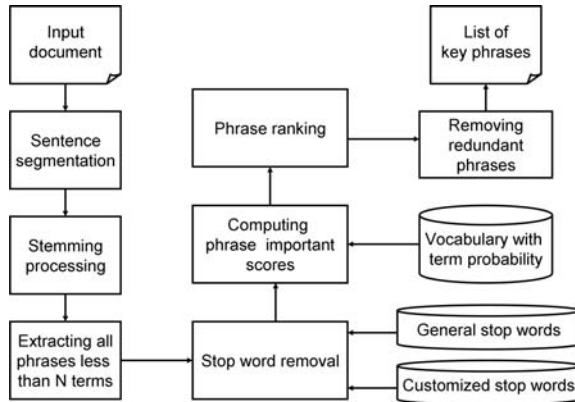 Input
document
Sentence
segmentation
Stemming
processing
Extracting all
phrases less
than N terms
Stop word removal
General stop words
Customized stop words
Computing
phrase important
scores
Vocabulary with
term probability
Phrase ranking
Removing
redundant
phrases
List of
key phrases